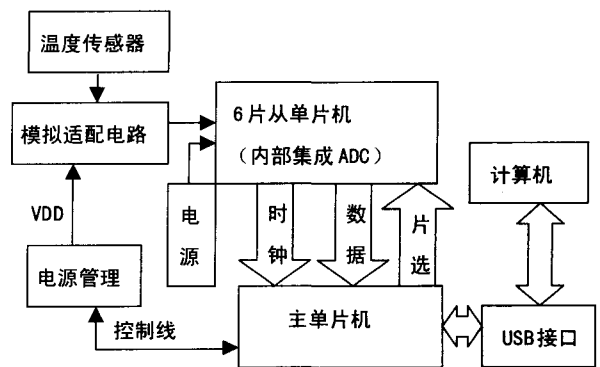 温度传感器
模拟适配电路
6片从单片机
（内部集成ADC）
计算机
VDD
电源
时钟
数据
片选
电源管理
控制线
主单片机
USB接口